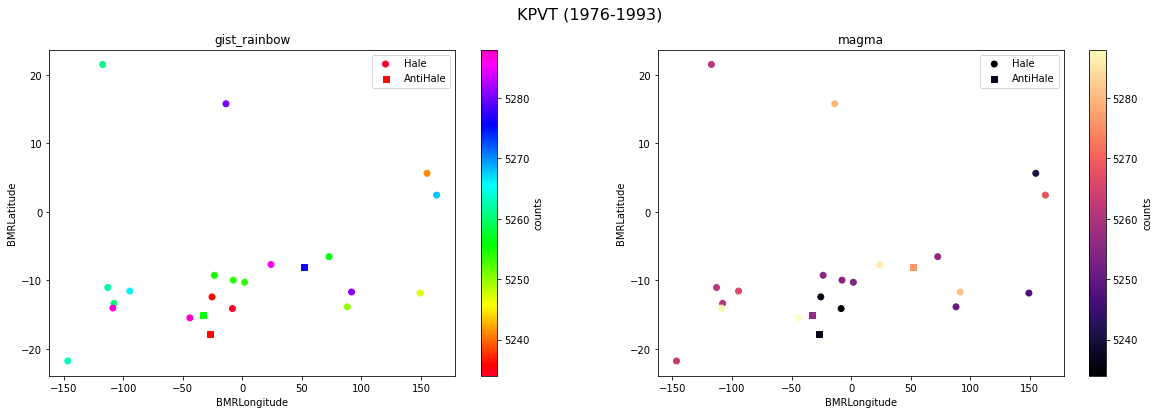 KPVT (1976-1993)
gist_rainbow
Hale
AntiHale
20
10
0
−10
−20
BMRLatitude
−150
−100
−50
0
50
100
150
BMRLongitude
5280
5270
5260
5250
5240
counts
magma
Hale
AntiHale
20
10
0
−10
−20
BMRLatitude
−150
−100
−50
0
50
100
150
BMRLongitude
5280
5270
5260
5250
5240
counts